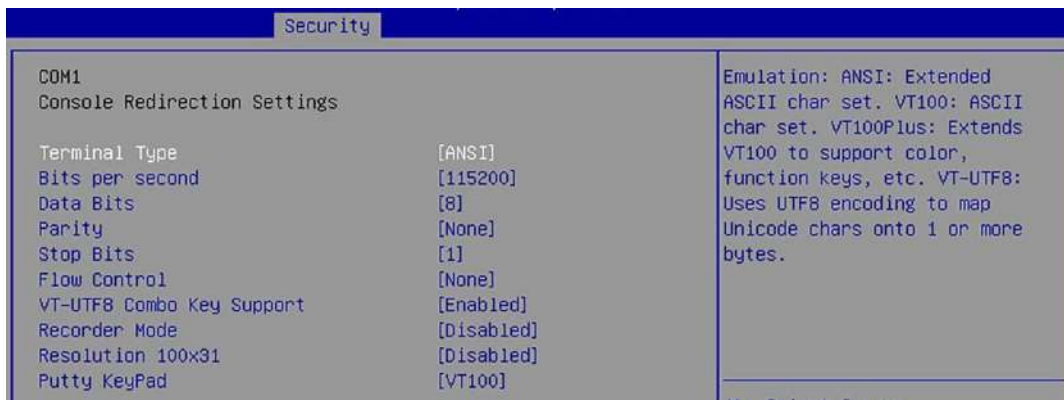 Security
COM1
Console Redirection Settings
Terminal Type [ANSI]
Bits per second [115200]
Data Bits [8]
Parity [None]
Stop Bits [1]
Flow Control [None]
VT-UTF8 Combo Key Support [Enabled]
Recorder Mode [Disabled]
Resolution 100x31 [Disabled]
Putty KeyPad [VT100]
Emulation: ANSI: Extended
ASCII char set. VT100: ASCII
char set. VT100Plus: Extends
VT100 to support color,
function keys, etc. VT-UTF8:
Uses UTF8 encoding to map
Unicode chars onto 1 or more
bytes.